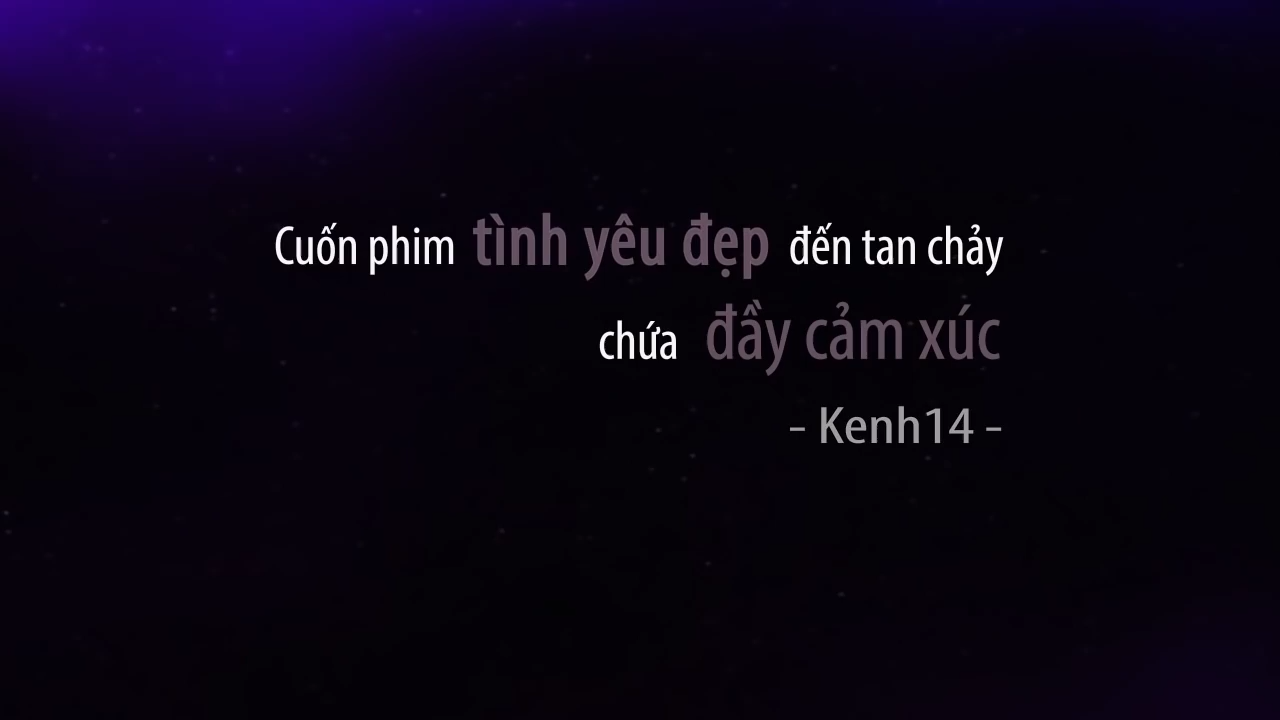 Cuốn phim tình yêu đẹp đến tan chảy
chứa đầy cảm xúc
- Kenh14 -